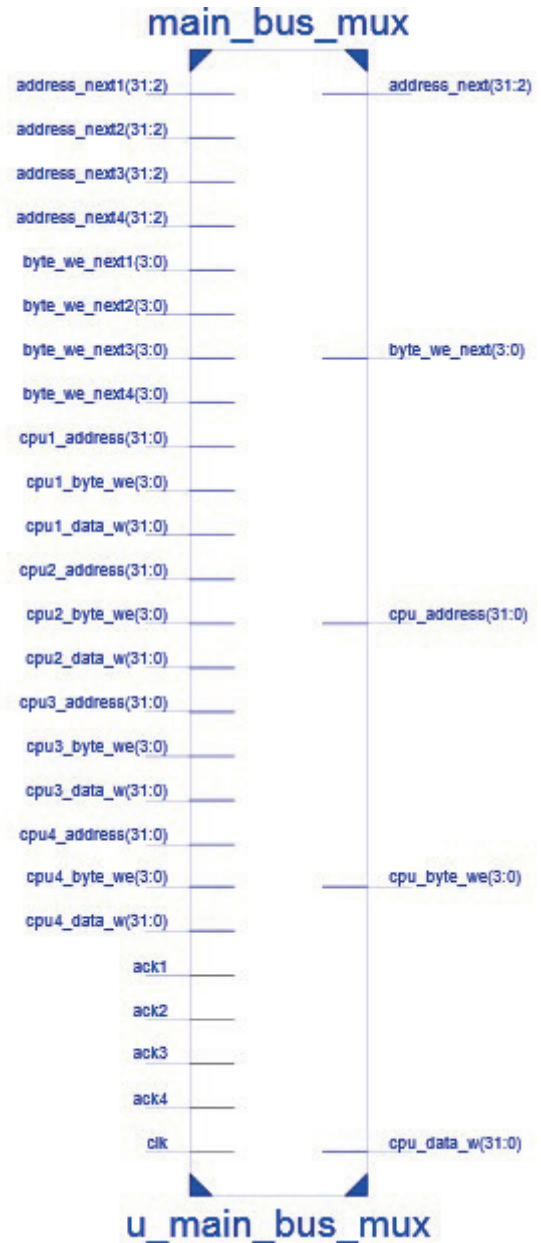 main_bus_mux
address_next1(31:2)
address_next(31:2)
address_next2(31:2)
address_next3(31:2)
address_next4(31:2)
byte_we_next1(3:0)
byte_we_next2(3:0)
byte_we_next3(3:0)
byte_we_next(3:0)
byte_we_next4(3:0)
cpu1_address(31:0)
cpu1_byte_we(3:0)
cpu1_data_w(31:0)
cpu2_address(31:0)
cpu2_byte_we(3:0)
cpu_address(31:0)
cpu2_data_w(31:0)
cpu3_address(31:0)
cpu3_byte_we(3:0)
cpu3_data_w(31:0)
cpu4_address(31:0)
cpu4_byte_we(3:0)
cpu_byte_we(3:0)
cpu4_data_w(31:0)
ack1
ack2
ack3
ack4
clk
cpu_data_w(31:0)
u_main_bus_mux